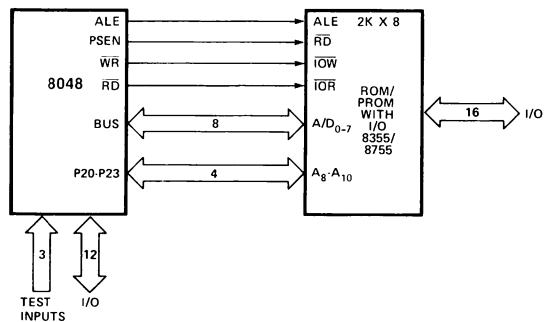 ALE
PSEN
WR
RD
8048
BUS
P20-P23
8
4
ALE 2K X 8
RD
IOW
IOR
ROM/
PROM
WITH
I/O
8355/
8755
A/D0-7
A8-A10
16
I/O
3
12
TEST
INPUTS
I/O